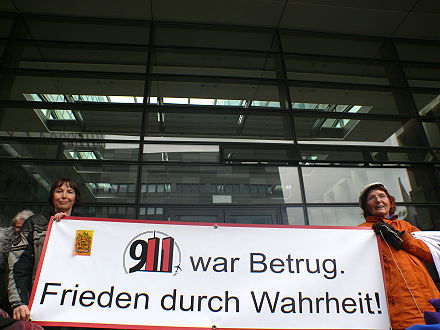 911 war Betrug.
Frieden durch Wahrheit!